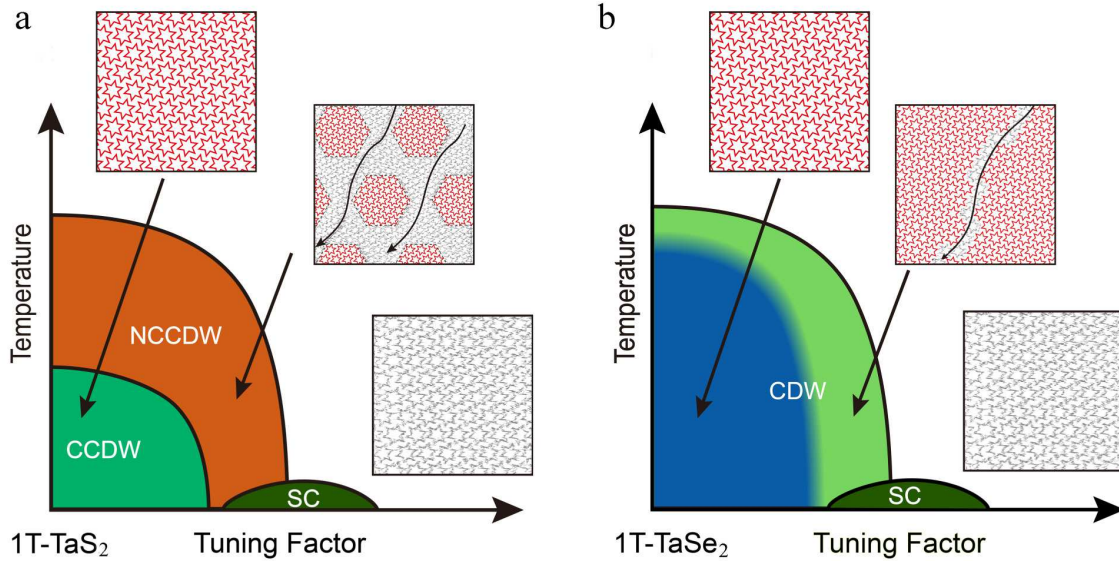 a
Temperature
NCCDW
CCDW
SC
1T-TaS₂
Tuning Factor
b
Temperature
CDW
SC
1T-TaSe₂
Tuning Factor